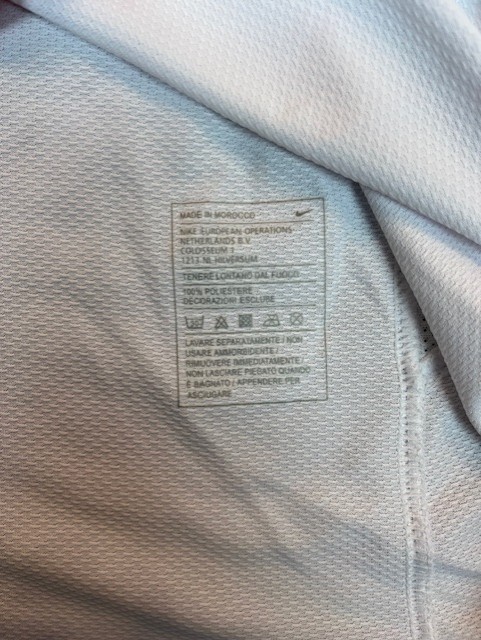 MADE IN MOROCCO
NIKE EUROPEAN OPERATIONS
NETHERLANDS B.V.
COLOSSEUM 1
1213 NL HILVERSUM
TENERE LONTANO DAL FUOCO
100% POLIESTERE
DECORAZIONI ESCLUSE
LAVARE SEPARATAMENTE / NON
USARE AMMORBIDENTE /
RIMUOVERE IMMEDIATAMENTE /
NON LASCIARE PIEGATO QUANDO
È BAGNATO / APPENDERE PER
ASCIUGARE